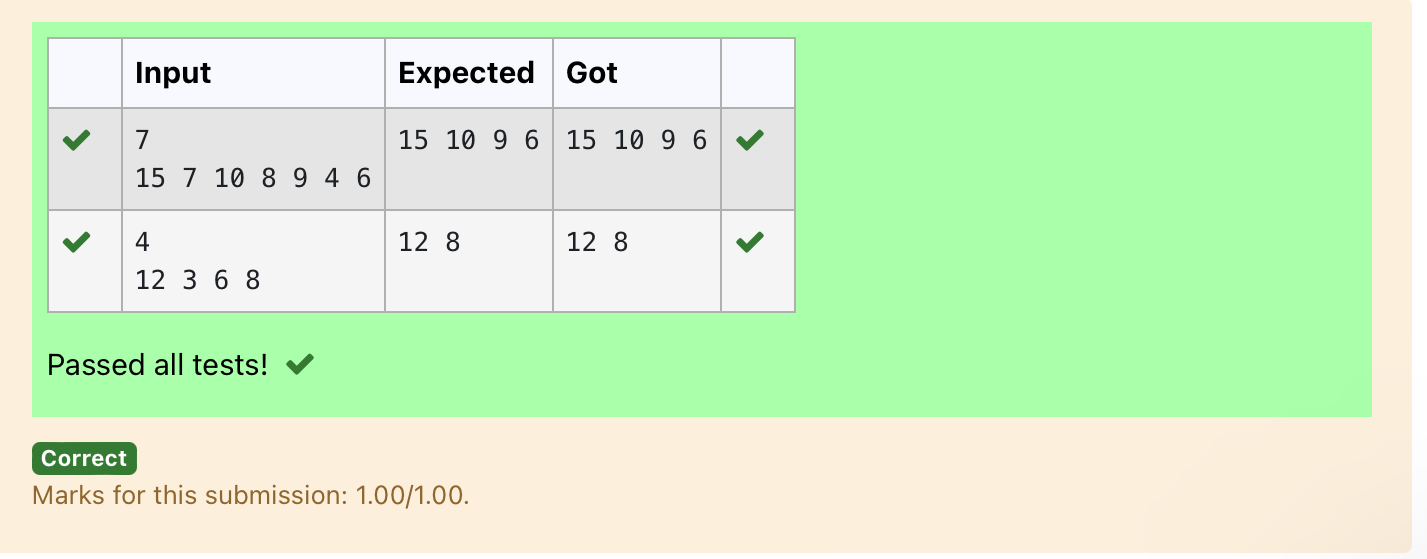 Input Expected Got
7 15 10 9 6 15 10 9 6
15 7 10 8 9 4 6
4 12 8 12 8
12 3 6 8
Passed all tests!
Correct
Marks for this submission: 1.00/1.00.